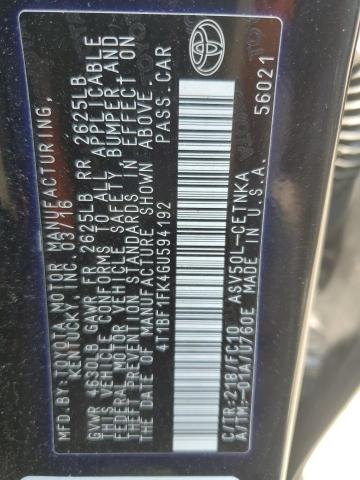 MFD. BY: TOYOTA MOTOR MANUFACTURING,
KENTUCKY, INC. 03/16
GVWR 4630LB GAWR FR 2625LB RR 2625LB
THIS VEHICLE CONFORMS TO ALL APPLICABLE
FEDERAL MOTOR VEHICLE SAFETY, BUMPER AND
THEFT PREVENTION STANDARDS IN EFFECT ON
THE DATE OF MANUFACTURE SHOWN ABOVE.
4T1BF1FK4GU594192 PASS.CAR
C/TR:218/FC10 ASV50L-CETNKA
A/TM:-01A/U760E 56021